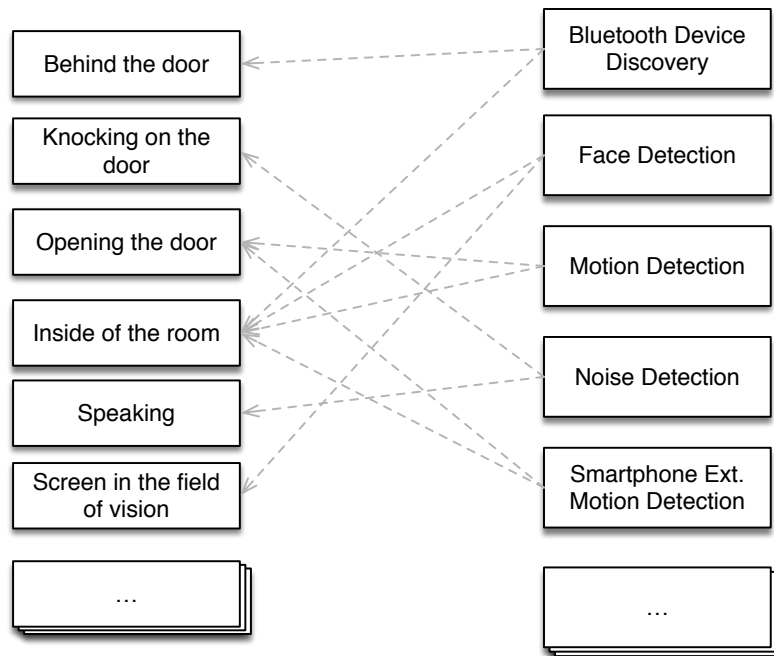 Behind the door
Knocking on the
door
Opening the door
Inside of the room
Speaking
Screen in the field
of vision
…
Bluetooth Device
Discovery
Face Detection
Motion Detection
Noise Detection
Smartphone Ext.
Motion Detection
…